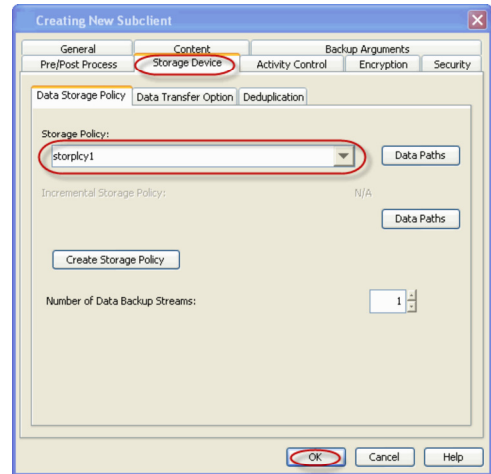 Creating New Subclient
General Content Backup Arguments
Pre/Post Process Storage Device Activity Control Encryption Security
Data Storage Policy Data Transfer Option Deduplication
Storage Policy:
storplcy1 Data Paths
Incremental Storage Policy: N/A
Data Paths
Create Storage Policy
Number of Data Backup Streams: 1
OK Cancel Help